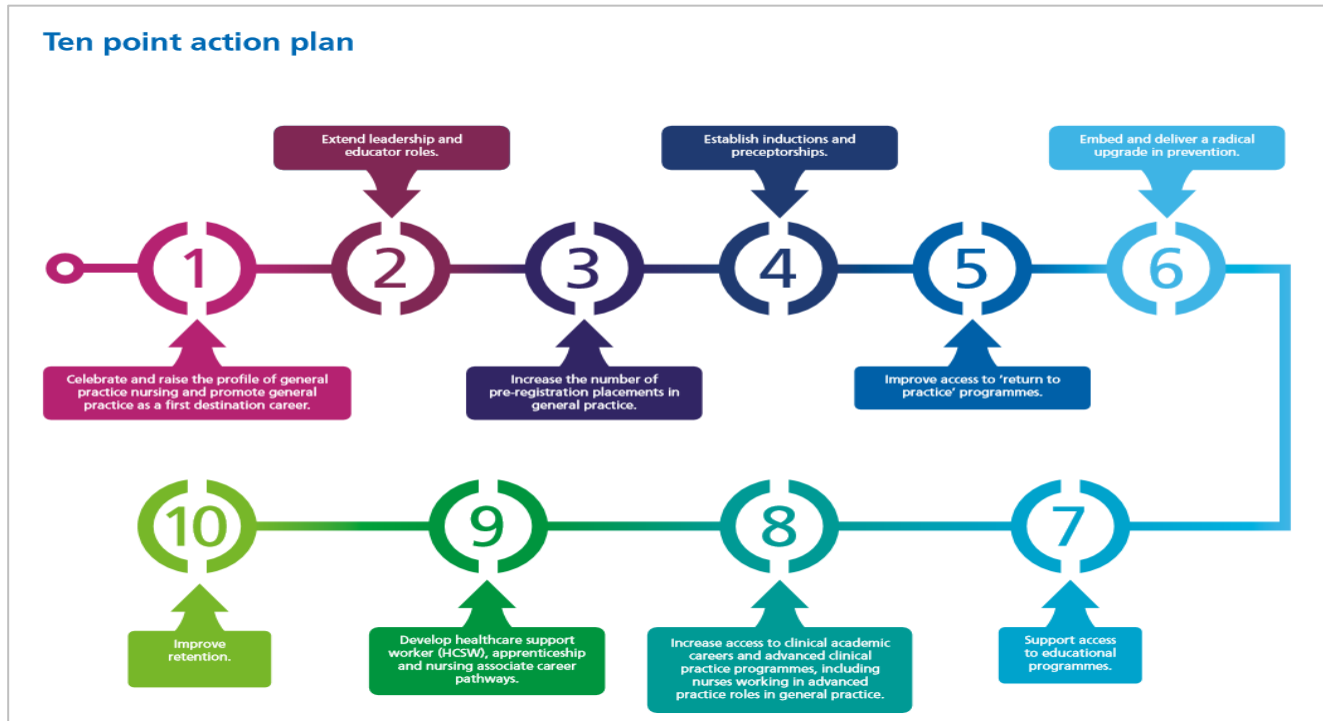 Ten point action plan
Extend leadership and
educator roles.
Establish inductions and
preceptorships.
Embed and deliver a radical
upgrade in prevention.
1
2
3
4
5
6
Celebrate and raise the profile of general
practice nursing and promote general
practice as a first destination career.
Increase the number of
pre-registration placements in
general practice.
Improve access to ‘return to
practice’ programmes.
10
9
8
7
Improve
retention.
Develop healthcare support
worker (HCSW), apprenticeship
and nursing associate career
pathways.
Increase access to clinical academic
careers and advanced clinical
practice programmes, including
nurses working in advanced
practice roles in general practice.
Support access
to educational
programmes.